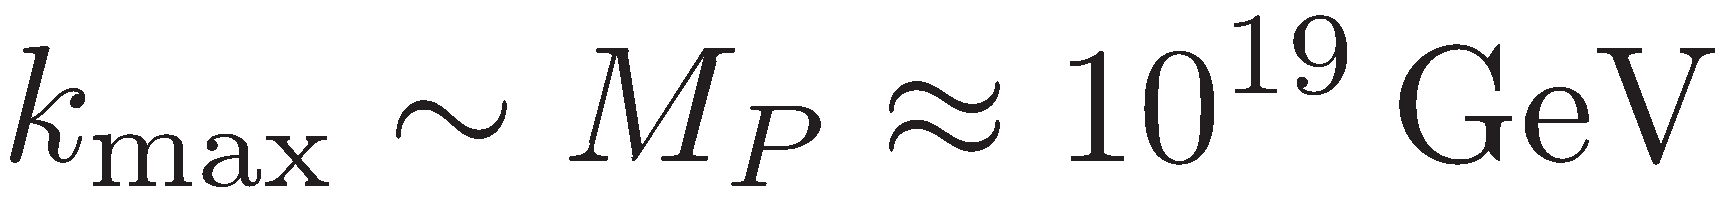 k_max ∼ M_P ≈ 10^19 GeV